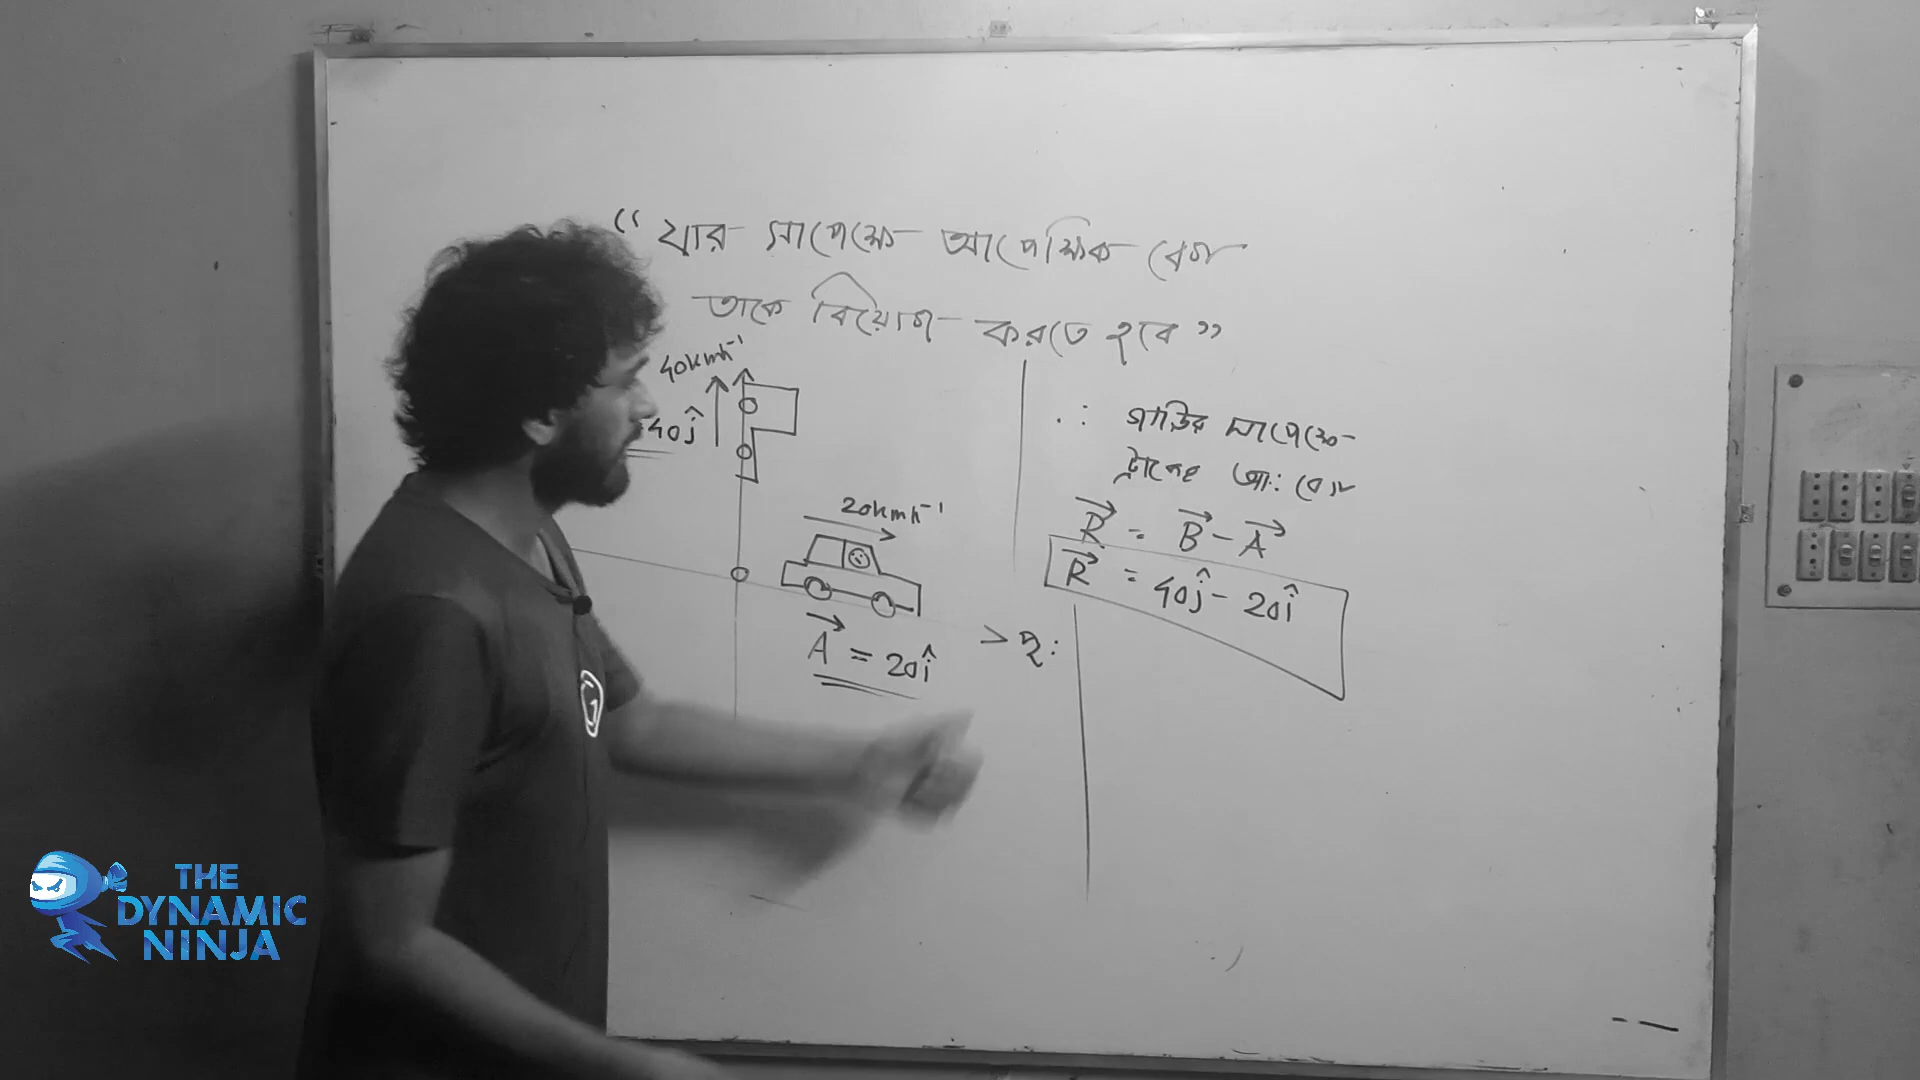 “যার সাপেক্ষে আপেক্ষিক বেগ
তাকে বিয়োগ করতে হবে”
40kmh⁻¹
=40ĵ
20kmh⁻¹
A⃗ = 20î
> পূ:
∴ গাড়ির সাপেক্ষে
ট্রাকের আ: বেগ
R⃗ = B⃗ - A⃗
R⃗ = 40ĵ - 20î
THE
DYNAMIC
NINJA